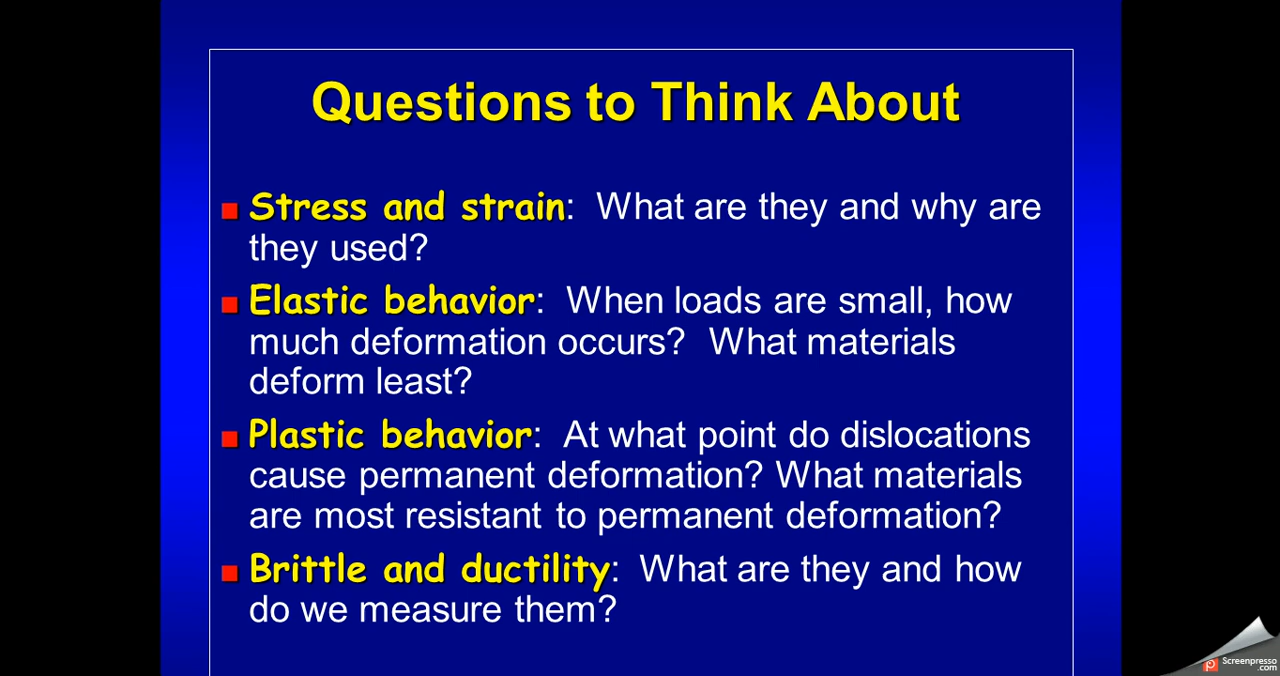 Questions to Think About
Stress and strain: What are they and why are
they used?
Elastic behavior: When loads are small, how
much deformation occurs? What materials
deform least?
Plastic behavior: At what point do dislocations
cause permanent deformation? What materials
are most resistant to permanent deformation?
Brittle and ductility: What are they and how
do we measure them?
Screenpresso
.com